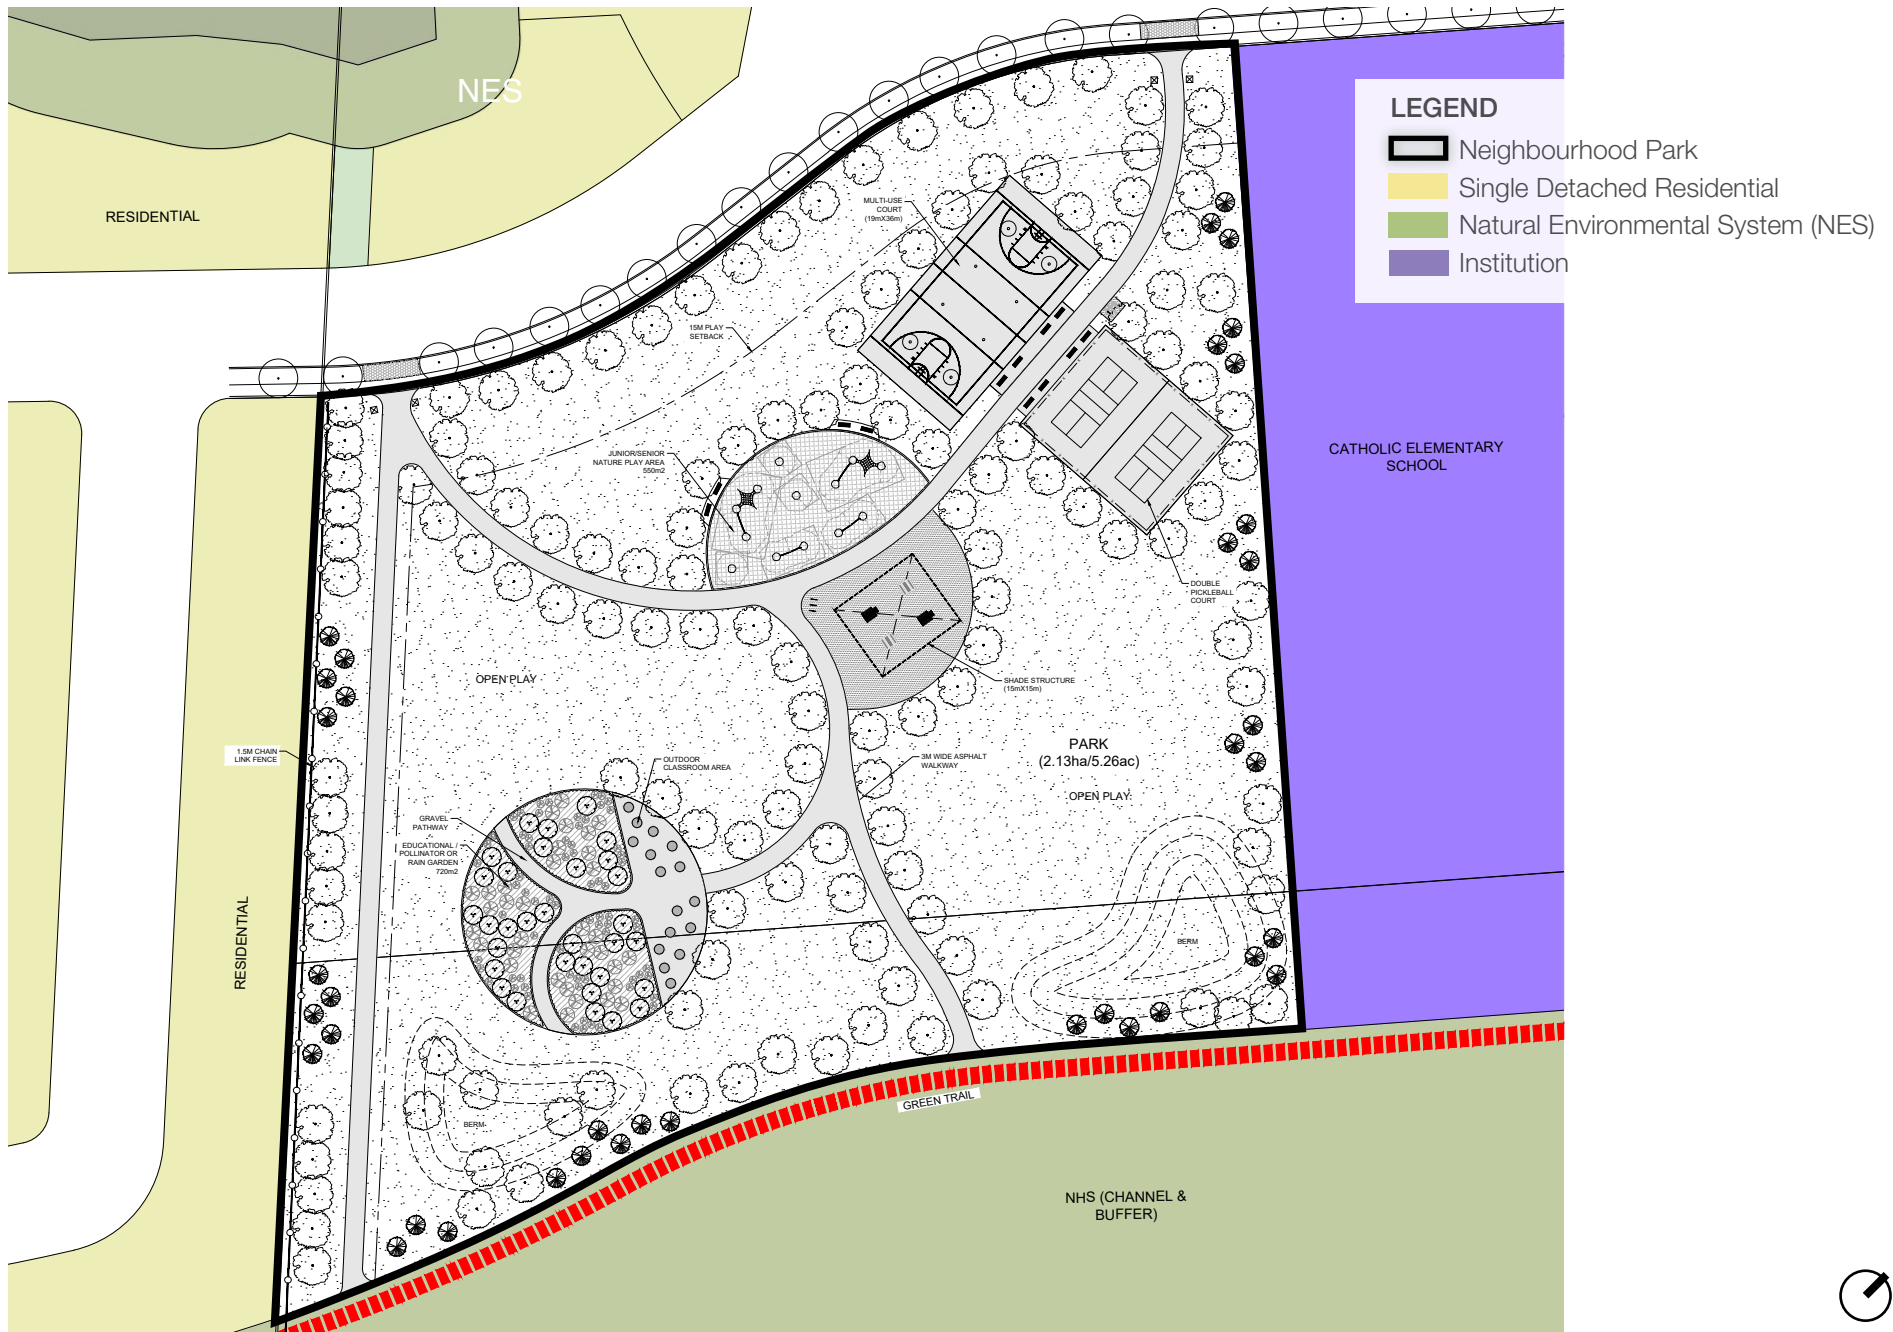 NES
RESIDENTIAL
LEGEND
Neighbourhood Park
Single Detached Residential
Natural Environmental System (NES)
Institution
MULTI-USE
COURT
(19mX36m)
15M PLAY
SETBACK
JUNIOR/SENIOR
NATURE PLAY AREA
550m2
CATHOLIC ELEMENTARY
SCHOOL
DOUBLE
PICKLEBALL
COURT
OPEN PLAY
SHADE STRUCTURE
(15mX15m)
1.5M CHAIN
LINK FENCE
OUTDOOR
CLASSROOM AREA
3M WIDE ASPHALT
WALKWAY
PARK
(2.13ha/5.26ac)
OPEN PLAY
GRAVEL
PATHWAY
EDUCATIONAL /
POLLINATOR OR
RAIN GARDEN
720m2
RESIDENTIAL
BERM
BERM
GREEN TRAIL
NHS (CHANNEL &
BUFFER)